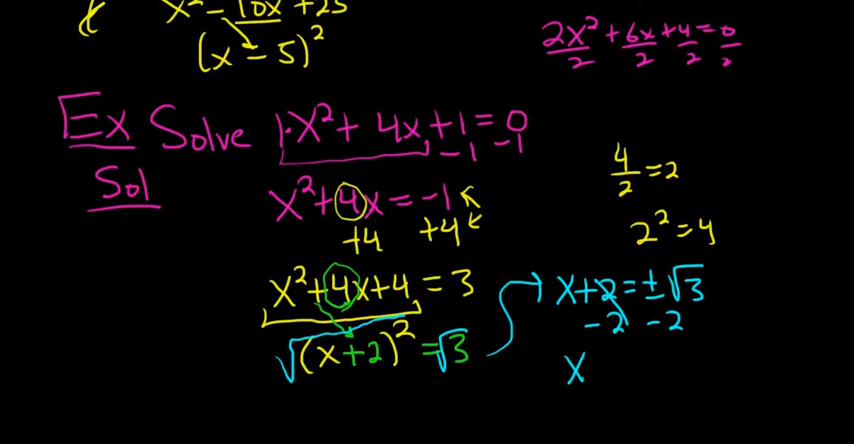 x² - 10x + 25
(x² - 5)²
2x²/2 + 6x/2 + 4/2 = 0/2
Ex Solve 1·x² + 4x + 1 = 0
-1 -1
Sol
x² + 4x = -1
+4 +4
4/2 = 2
2² = 4
x² + 4x + 4 = 3
√(x + 2)² = √3
x + 2 = ±√3
-2 -2
x